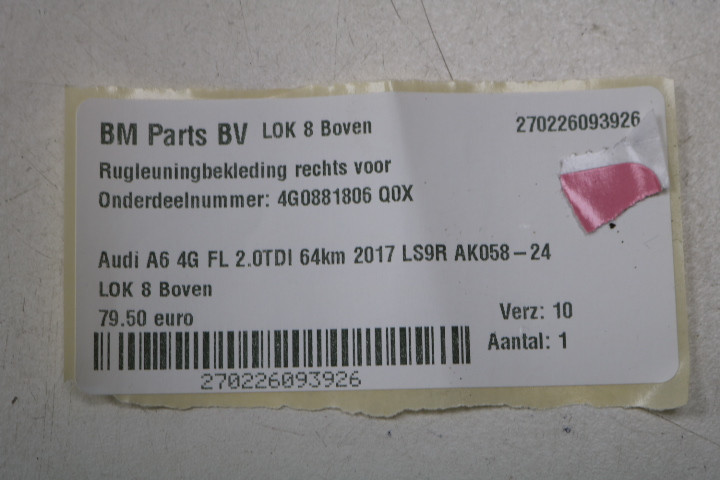 BM Parts BV LOK 8 Boven 270226093926
Rugleuningbekleding rechts voor
Onderdeelnummer: 4G0881806 Q0X
Audi A6 4G FL 2.0TDI 64km 2017 LS9R AK058-24
LOK 8 Boven
79.50 euro Verz: 10
Aantal: 1
270226093926